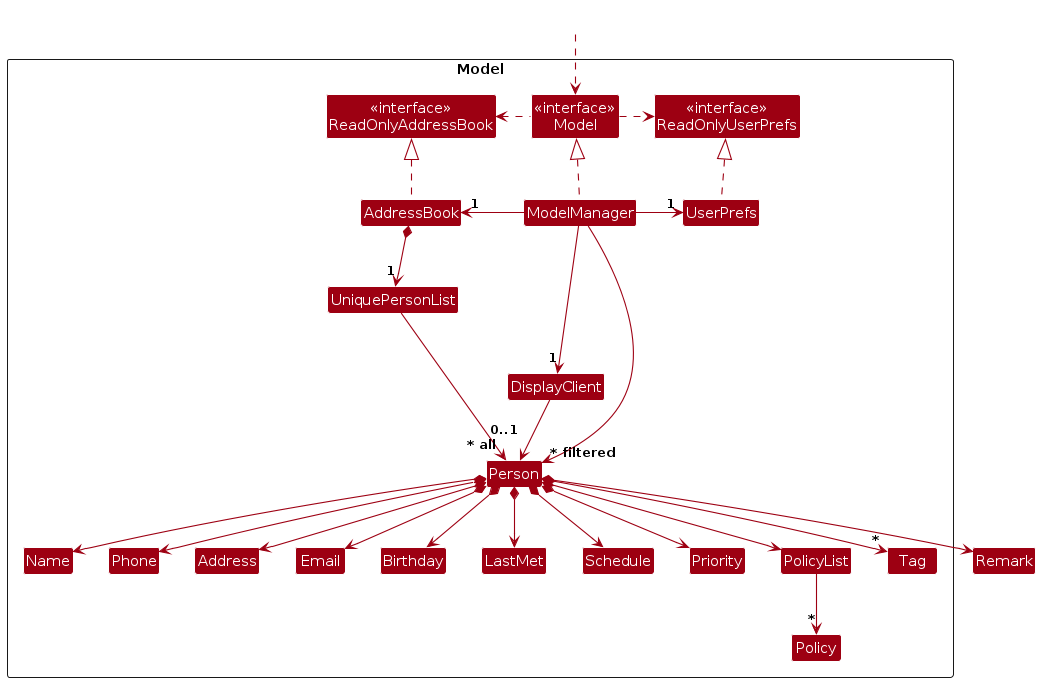 Model
«interface»
ReadOnlyAddressBook
«interface»
Model
«interface»
ReadOnlyUserPrefs
AddressBook
1
ModelManager
1
UserPrefs
1
UniquePersonList
1
DisplayClient
0..1
* all
* filtered
Person
*
Name
Phone
Address
Email
Birthday
LastMet
Schedule
Priority
PolicyList
Tag
Remark
*
Policy